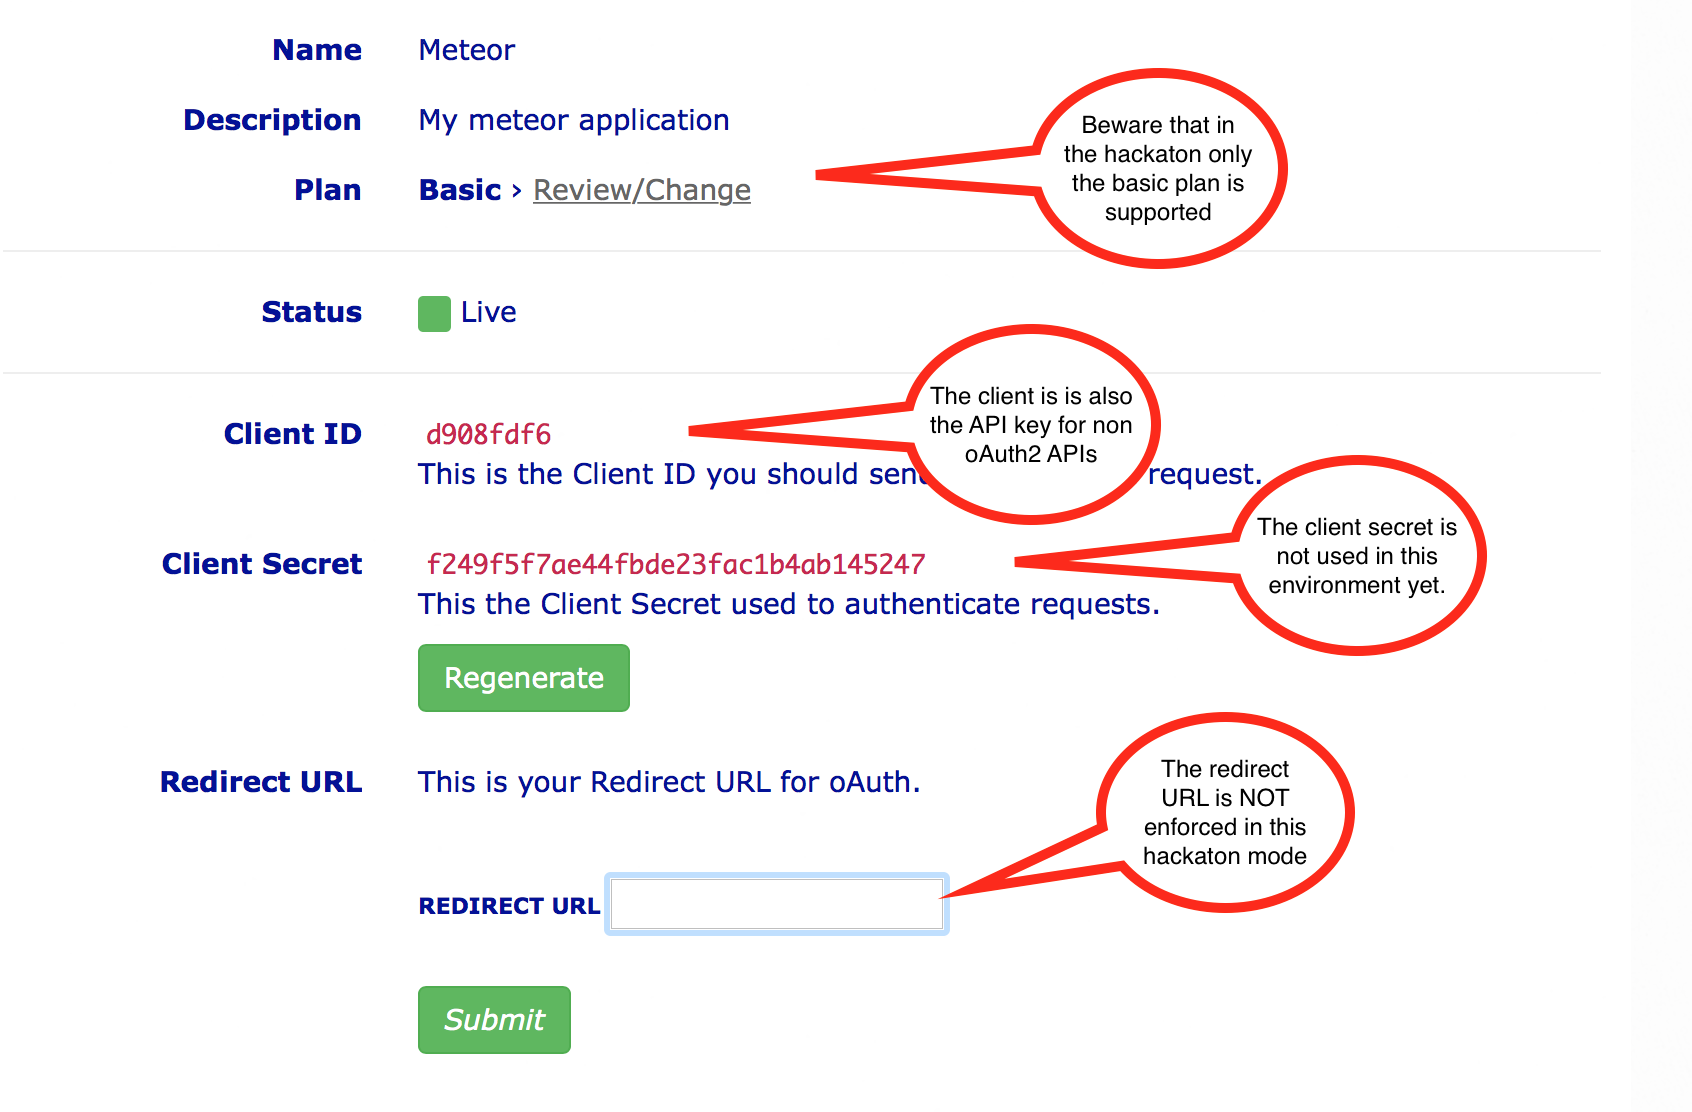 Name Meteor
Description My meteor application
Plan Basic › Review/Change
Beware that in
the hackaton only
the basic plan is
supported
Status Live
Client ID d908fdf6
This is the Client ID you should sent request.
The client is is also
the API key for non
oAuth2 APIs
Client Secret f249f5f7ae44fbde23fac1b4ab145247
This the Client Secret used to authenticate requests.
The client secret is
not used in this
environment yet.
Regenerate
Redirect URL This is your Redirect URL for oAuth.
The redirect
URL is NOT
enforced in this
hackaton mode
REDIRECT URL
Submit